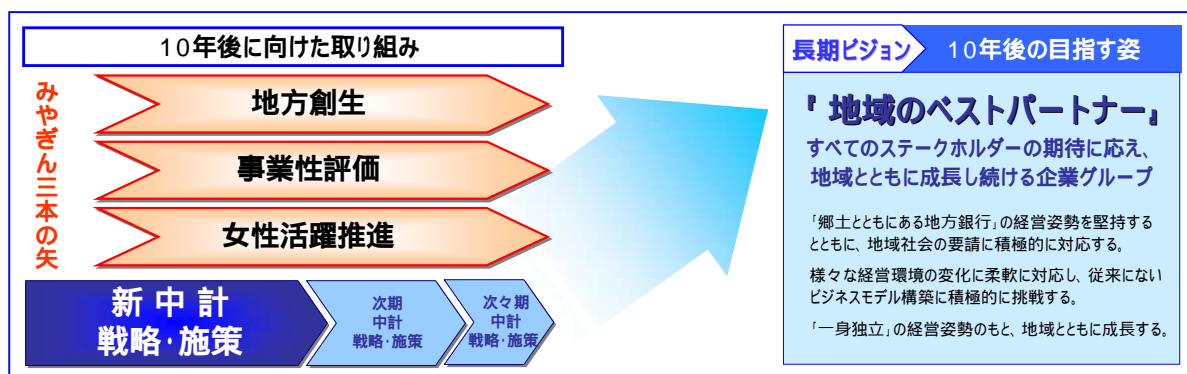 10年後に向けた取り組み
みやぎん三本の矢
地方創生
事業性評価
女性活躍推進
新中計
戦略・施策
次期
中計
戦略・施策
次々期
中計
戦略・施策
長期ビジョン
10年後の目指す姿
『地域のベストパートナー』
すべてのステークホルダーの期待に応え、
地域とともに成長し続ける企業グループ
「郷土とともにある地方銀行」の経営姿勢を堅持する
とともに、地域社会の要請に積極的に対応する。
様々な経営環境の変化に柔軟に対応し、従来にない
ビジネスモデル構築に積極的に挑戦する。
「一身独立」の経営姿勢のもと、地域とともに成長する。